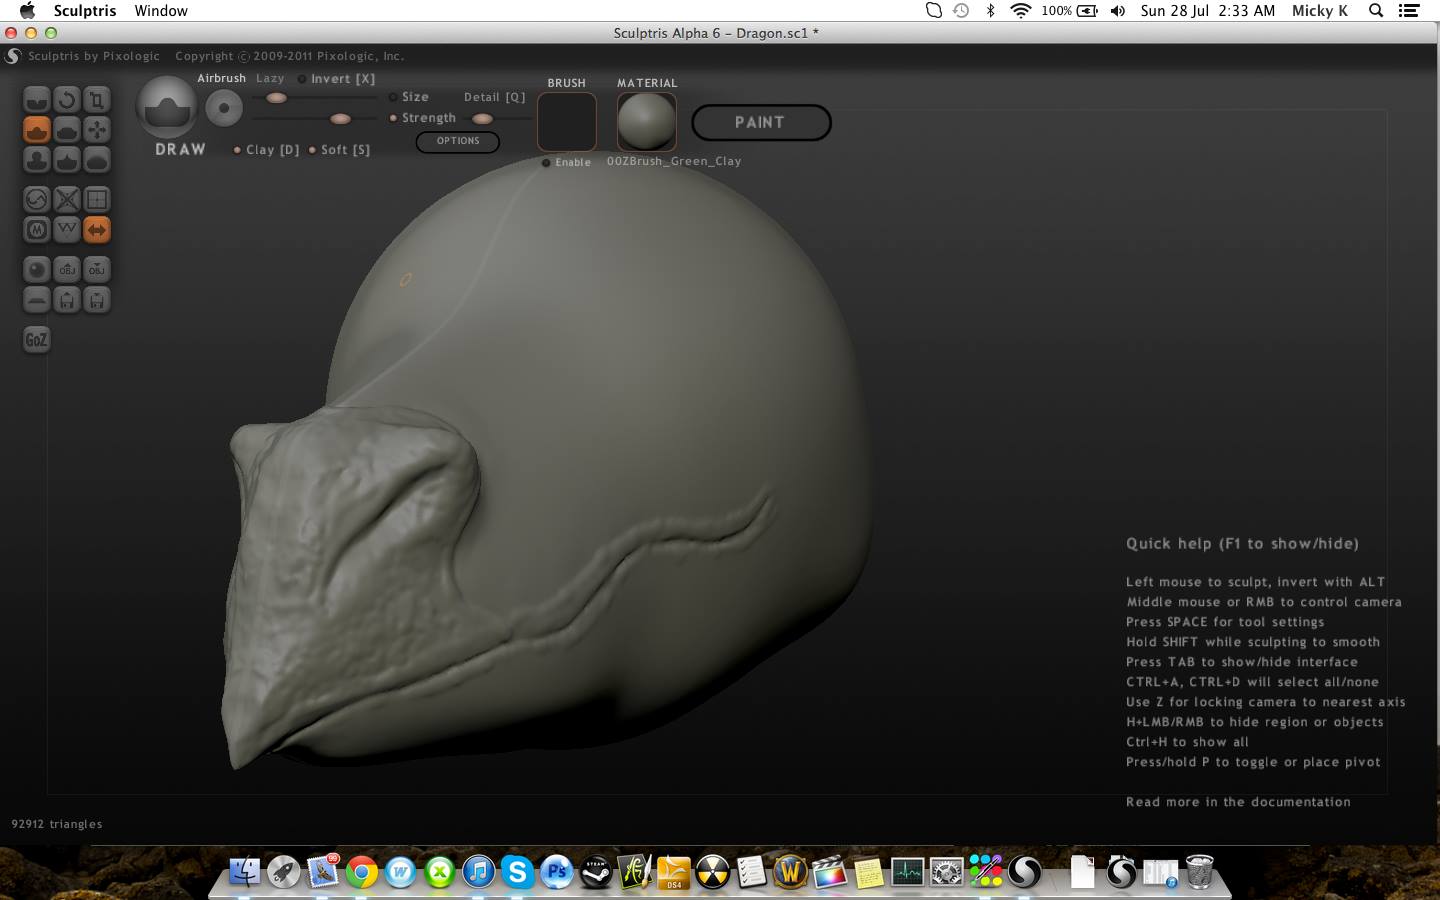 Sculptris Window
100% Sun 28 Jul 2:33 AM Micky K
Sculptris Alpha 6 – Dragon.sc1 *
Sculptris by Pixologic Copyright © 2009-2011 Pixologic, Inc.
Airbrush Lazy Invert [X]
Size Detail [Q]
Strength
OPTIONS
DRAW Clay [D] Soft [S]
BRUSH MATERIAL
PAINT
Enable 00ZBrush_Green_Clay
OBJ OBJ
GoZ
Quick help (F1 to show/hide)
Left mouse to sculpt, invert with ALT
Middle mouse or RMB to control camera
Press SPACE for tool settings
Hold SHIFT while sculpting to smooth
Press TAB to show/hide interface
CTRL+A, CTRL+D will select all/none
Use Z for locking camera to nearest axis
H+LMB/RMB to hide region or objects
Ctrl+H to show all
Press/hold P to toggle or place pivot
Read more in the documentation
92912 triangles
99
W X S Ps STEAM DS4 W